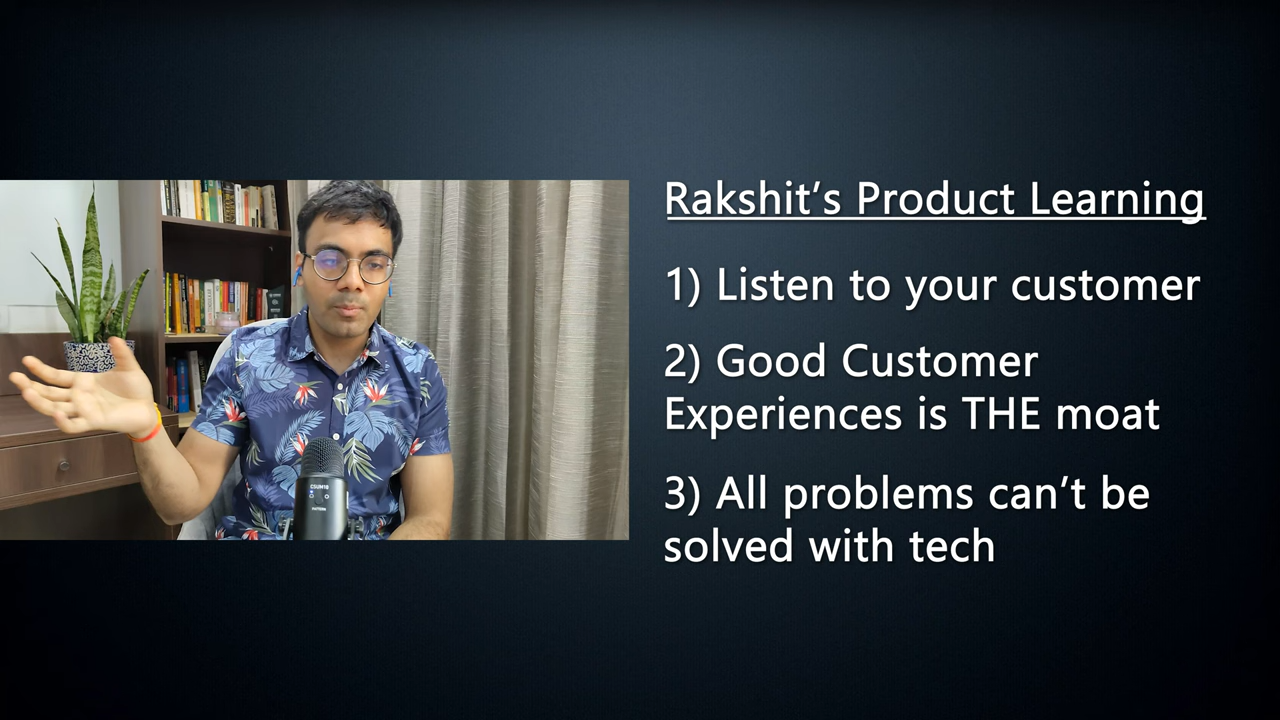 Rakshit’s Product Learning
1) Listen to your customer
2) Good Customer
Experiences is THE moat
3) All problems can’t be
solved with tech